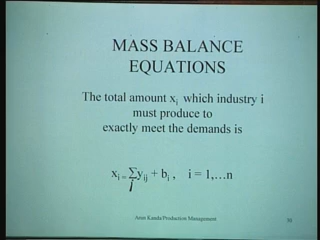 MASS BALANCE
EQUATIONS
The total amount xi which industry i
must produce to
exactly meet the demands is
xi = ∑yij + bi , i = 1,…n
j
Arun Kanda/Production Management